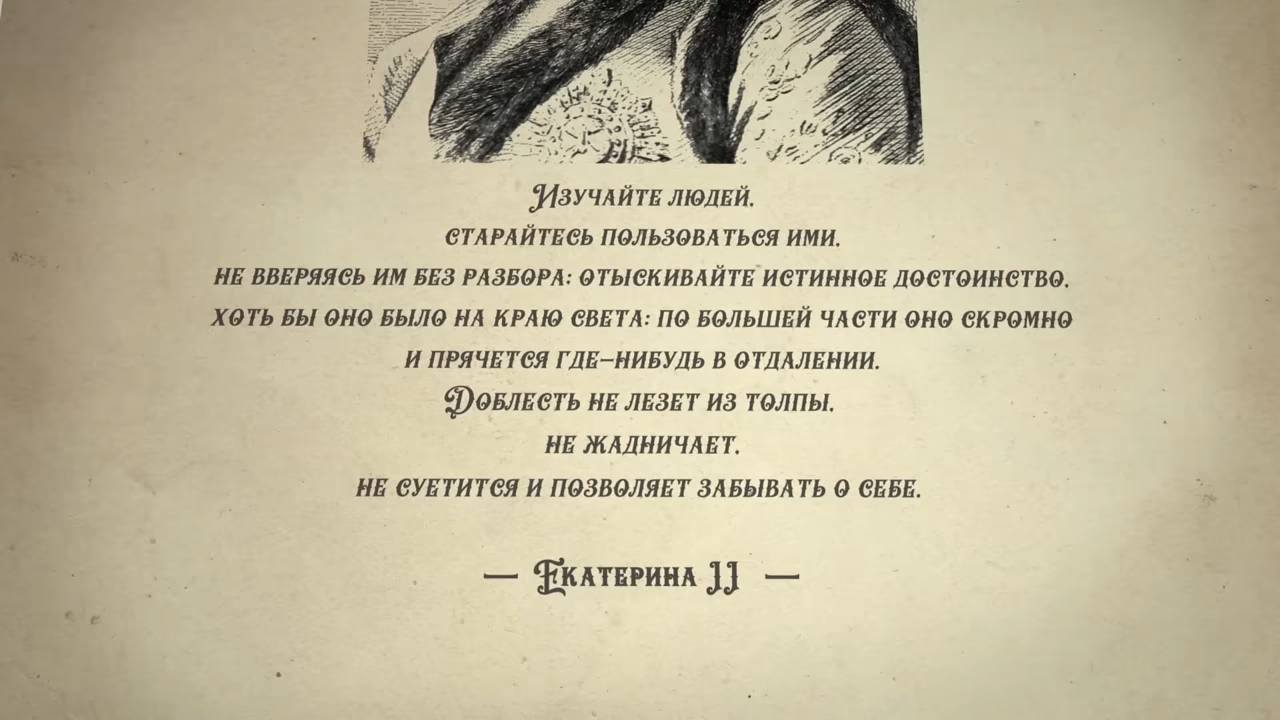 Изучайте людей.
старайтесь пользоваться ими.
не вверяясь им без разбора: отыскивайте истинное достоинство.
хоть бы оно было на краю света: по большей части оно скромно
и прячется где-нибудь в отдалении.
Доблесть не лезет из толпы.
не жадничает.
не суетится и позволяет забывать о себе.
— Екатерина II —